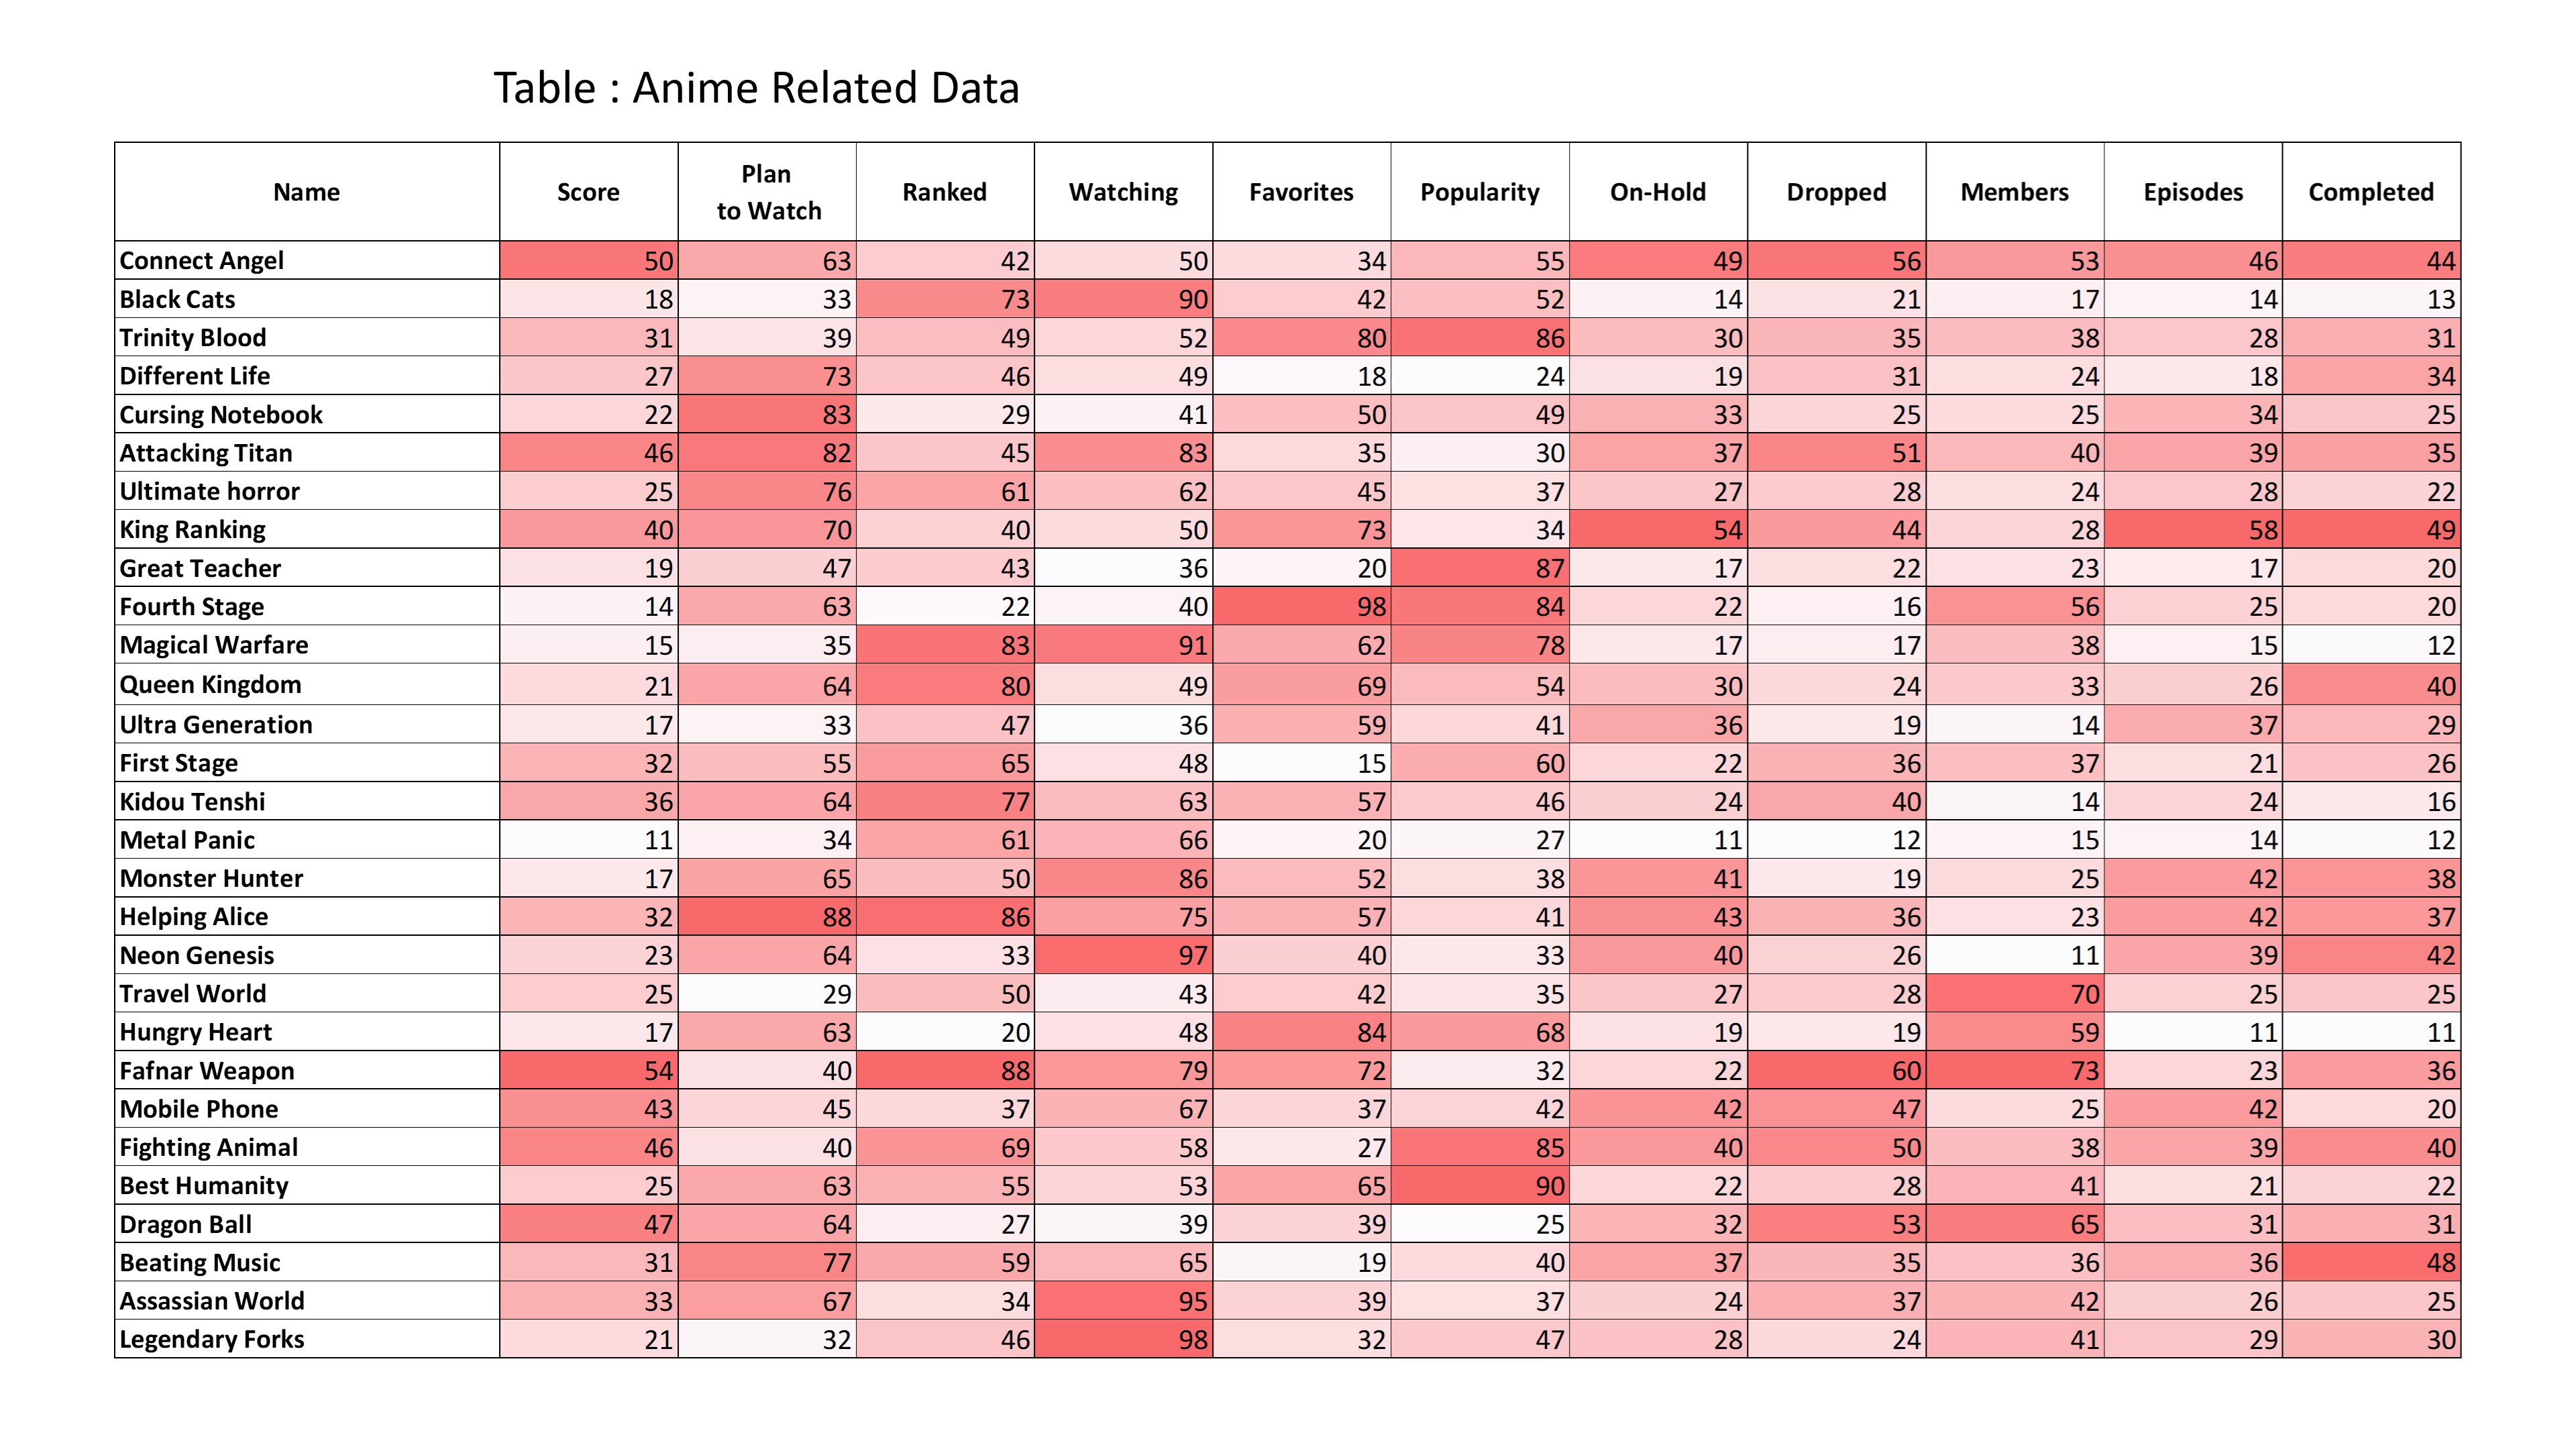 Table : Anime Related Data
Name Score Plan to Watch Ranked Watching Favorites Popularity On-Hold Dropped Members Episodes Completed
Connect Angel 50 63 42 50 34 55 49 56 53 46 44
Black Cats 18 33 73 90 42 52 14 21 17 14 13
Trinity Blood 31 39 49 52 80 86 30 35 38 28 31
Different Life 27 73 46 49 18 24 19 31 24 18 34
Cursing Notebook 22 83 29 41 50 49 33 25 25 34 25
Attacking Titan 46 82 45 83 35 30 37 51 40 39 35
Ultimate horror 25 76 61 62 45 37 27 28 24 28 22
King Ranking 40 70 40 50 73 34 54 44 28 58 49
Great Teacher 19 47 43 36 20 87 17 22 23 17 20
Fourth Stage 14 63 22 40 98 84 22 16 56 25 20
Magical Warfare 15 35 83 91 62 78 17 17 38 15 12
Queen Kingdom 21 64 80 49 69 54 30 24 33 26 40
Ultra Generation 17 33 47 36 59 41 36 19 14 37 29
First Stage 32 55 65 48 15 60 22 36 37 21 26
Kidou Tenshi 36 64 77 63 57 46 24 40 14 24 16
Metal Panic 11 34 61 66 20 27 11 12 15 14 12
Monster Hunter 17 65 50 86 52 38 41 19 25 42 38
Helping Alice 32 88 86 75 57 41 43 36 23 42 37
Neon Genesis 23 64 33 97 40 33 40 26 11 39 42
Travel World 25 29 50 43 42 35 27 28 70 25 25
Hungry Heart 17 63 20 48 84 68 19 19 59 11 11
Fafnar Weapon 54 40 88 79 72 32 22 60 73 23 36
Mobile Phone 43 45 37 67 37 42 42 47 25 42 20
Fighting Animal 46 40 69 58 27 85 40 50 38 39 40
Best Humanity 25 63 55 53 65 90 22 28 41 21 22
Dragon Ball 47 64 27 39 39 25 32 53 65 31 31
Beating Music 31 77 59 65 19 40 37 35 36 36 48
Assassian World 33 67 34 95 39 37 24 37 42 26 25
Legendary Forks 21 32 46 98 32 47 28 24 41 29 30